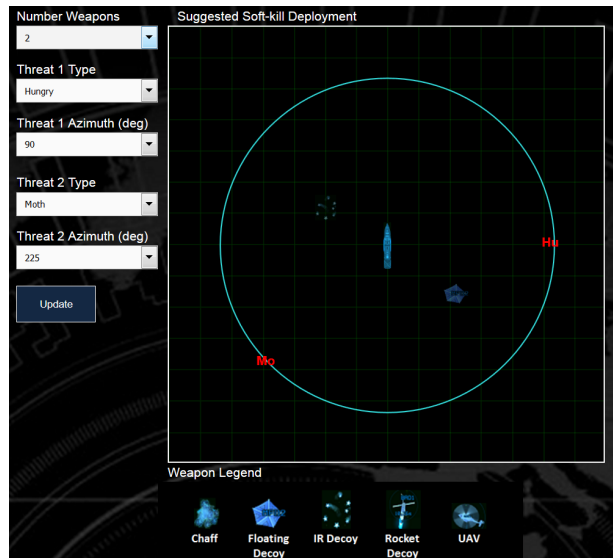 Number Weapons
2
Threat 1 Type
Hungry
Threat 1 Azimuth (deg)
90
Threat 2 Type
Moth
Threat 2 Azimuth (deg)
225
Update
Suggested Soft-kill Deployment
Hu
Mo
Weapon Legend
Chaff
Floating
Decoy
IR Decoy
Rocket
Decoy
UAV